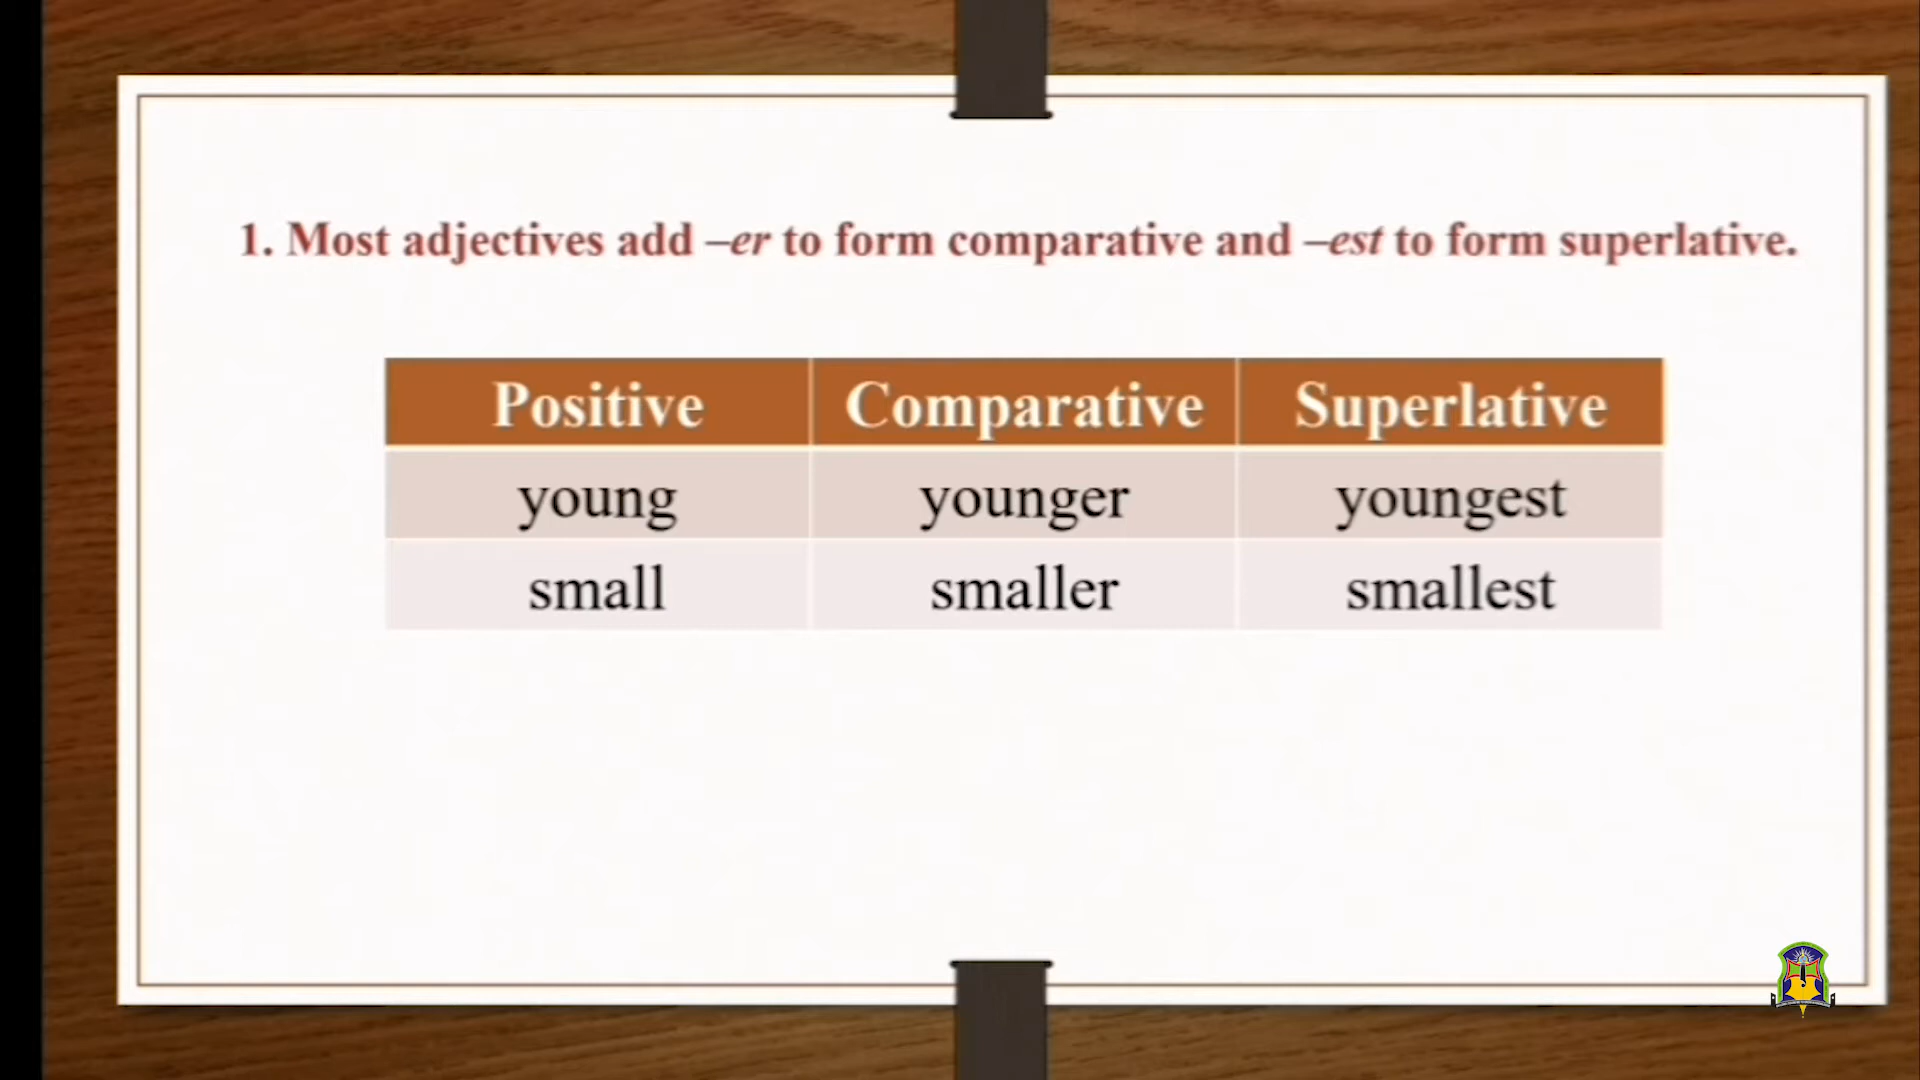 1. Most adjectives add –er to form comparative and –est to form superlative.
Positive Comparative Superlative
young younger youngest
small smaller smallest